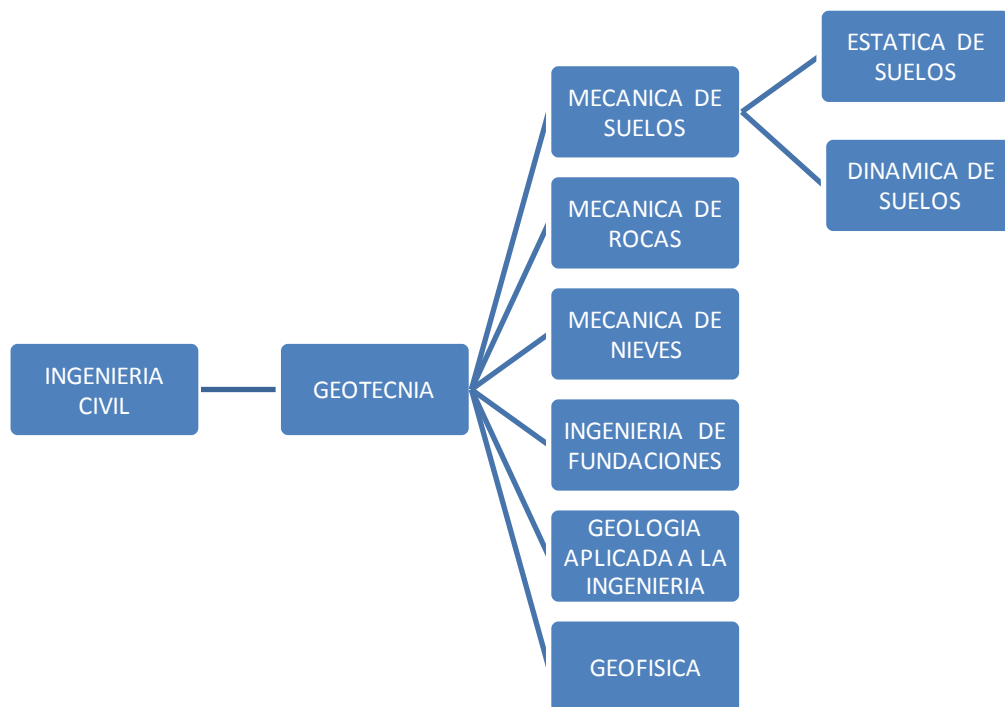 INGENIERIA
CIVIL
GEOTECNIA
MECANICA DE
SUELOS
ESTATICA DE
SUELOS
DINAMICA DE
SUELOS
MECANICA DE
ROCAS
MECANICA DE
NIEVES
INGENIERIA DE
FUNDACIONES
GEOLOGIA
APLICADA A LA
INGENIERIA
GEOFISICA